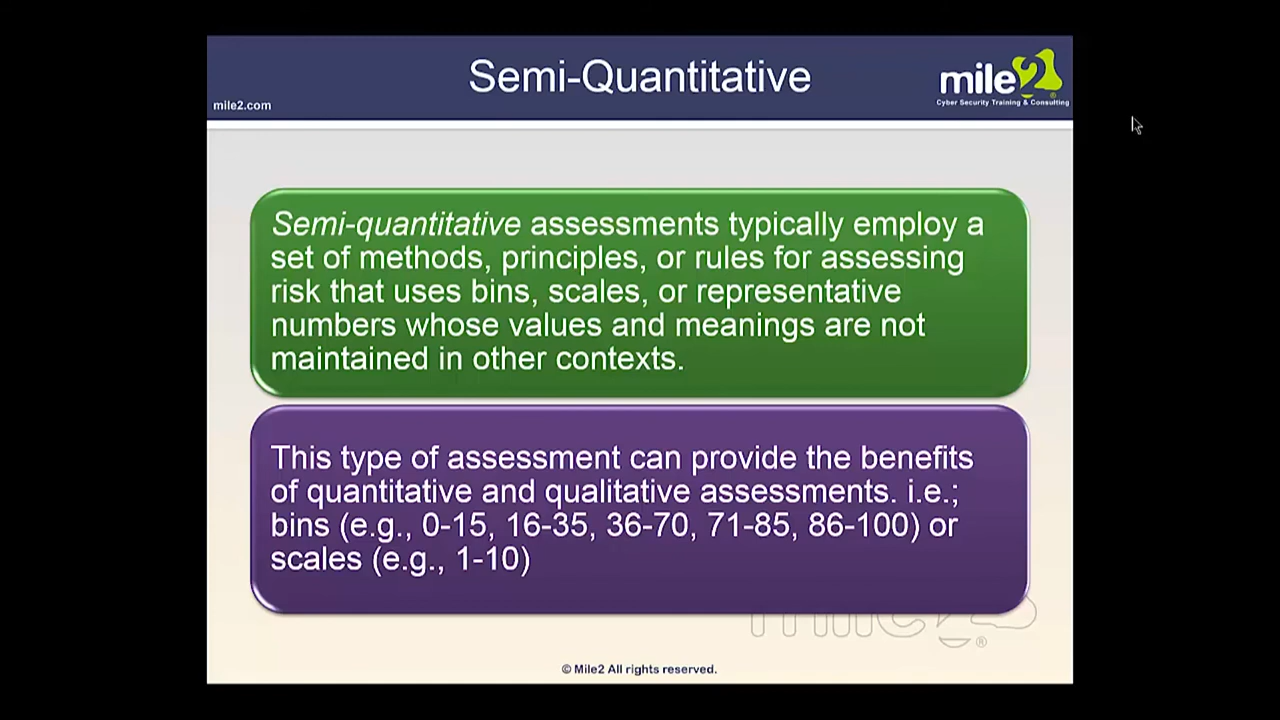 Semi-Quantitative
mile2
mile2.com
Cyber Security Training & Consulting
Semi-quantitative assessments typically employ a
set of methods, principles, or rules for assessing
risk that uses bins, scales, or representative
numbers whose values and meanings are not
maintained in other contexts.
This type of assessment can provide the benefits
of quantitative and qualitative assessments. i.e.;
bins (e.g., 0-15, 16-35, 36-70, 71-85, 86-100) or
scales (e.g., 1-10)
mile2®
© Mile2 All rights reserved.